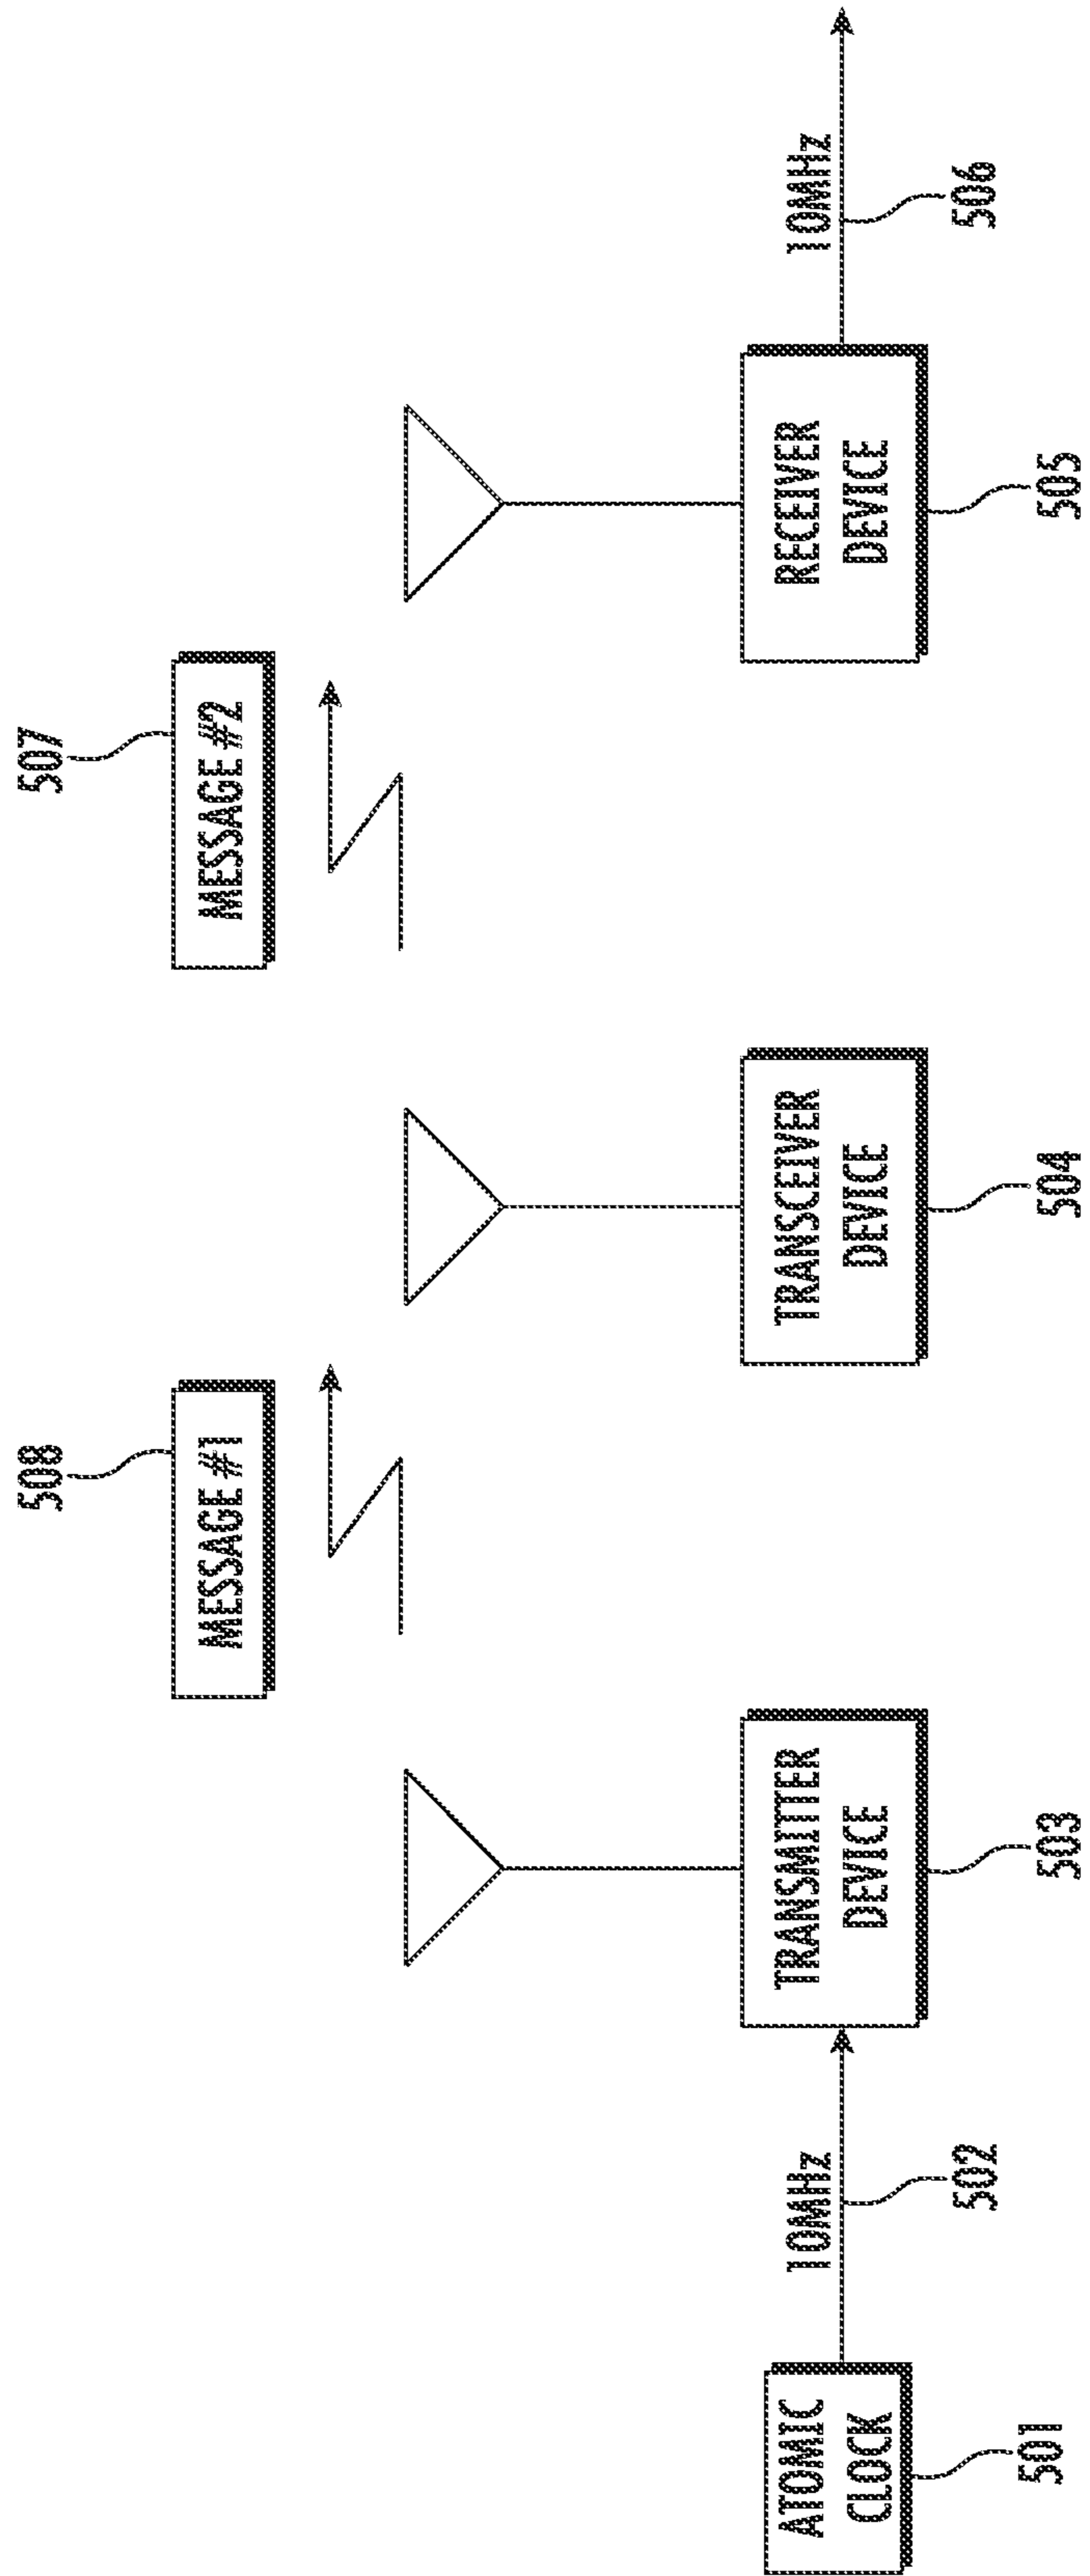 508
MESSAGE #1
507
MESSAGE #2
ATOMIC
CLOCK
501
10MHz
502
TRANSMITTER
DEVICE
503
TRANSCEIVER
DEVICE
504
RECEIVER
DEVICE
505
10MHz
506